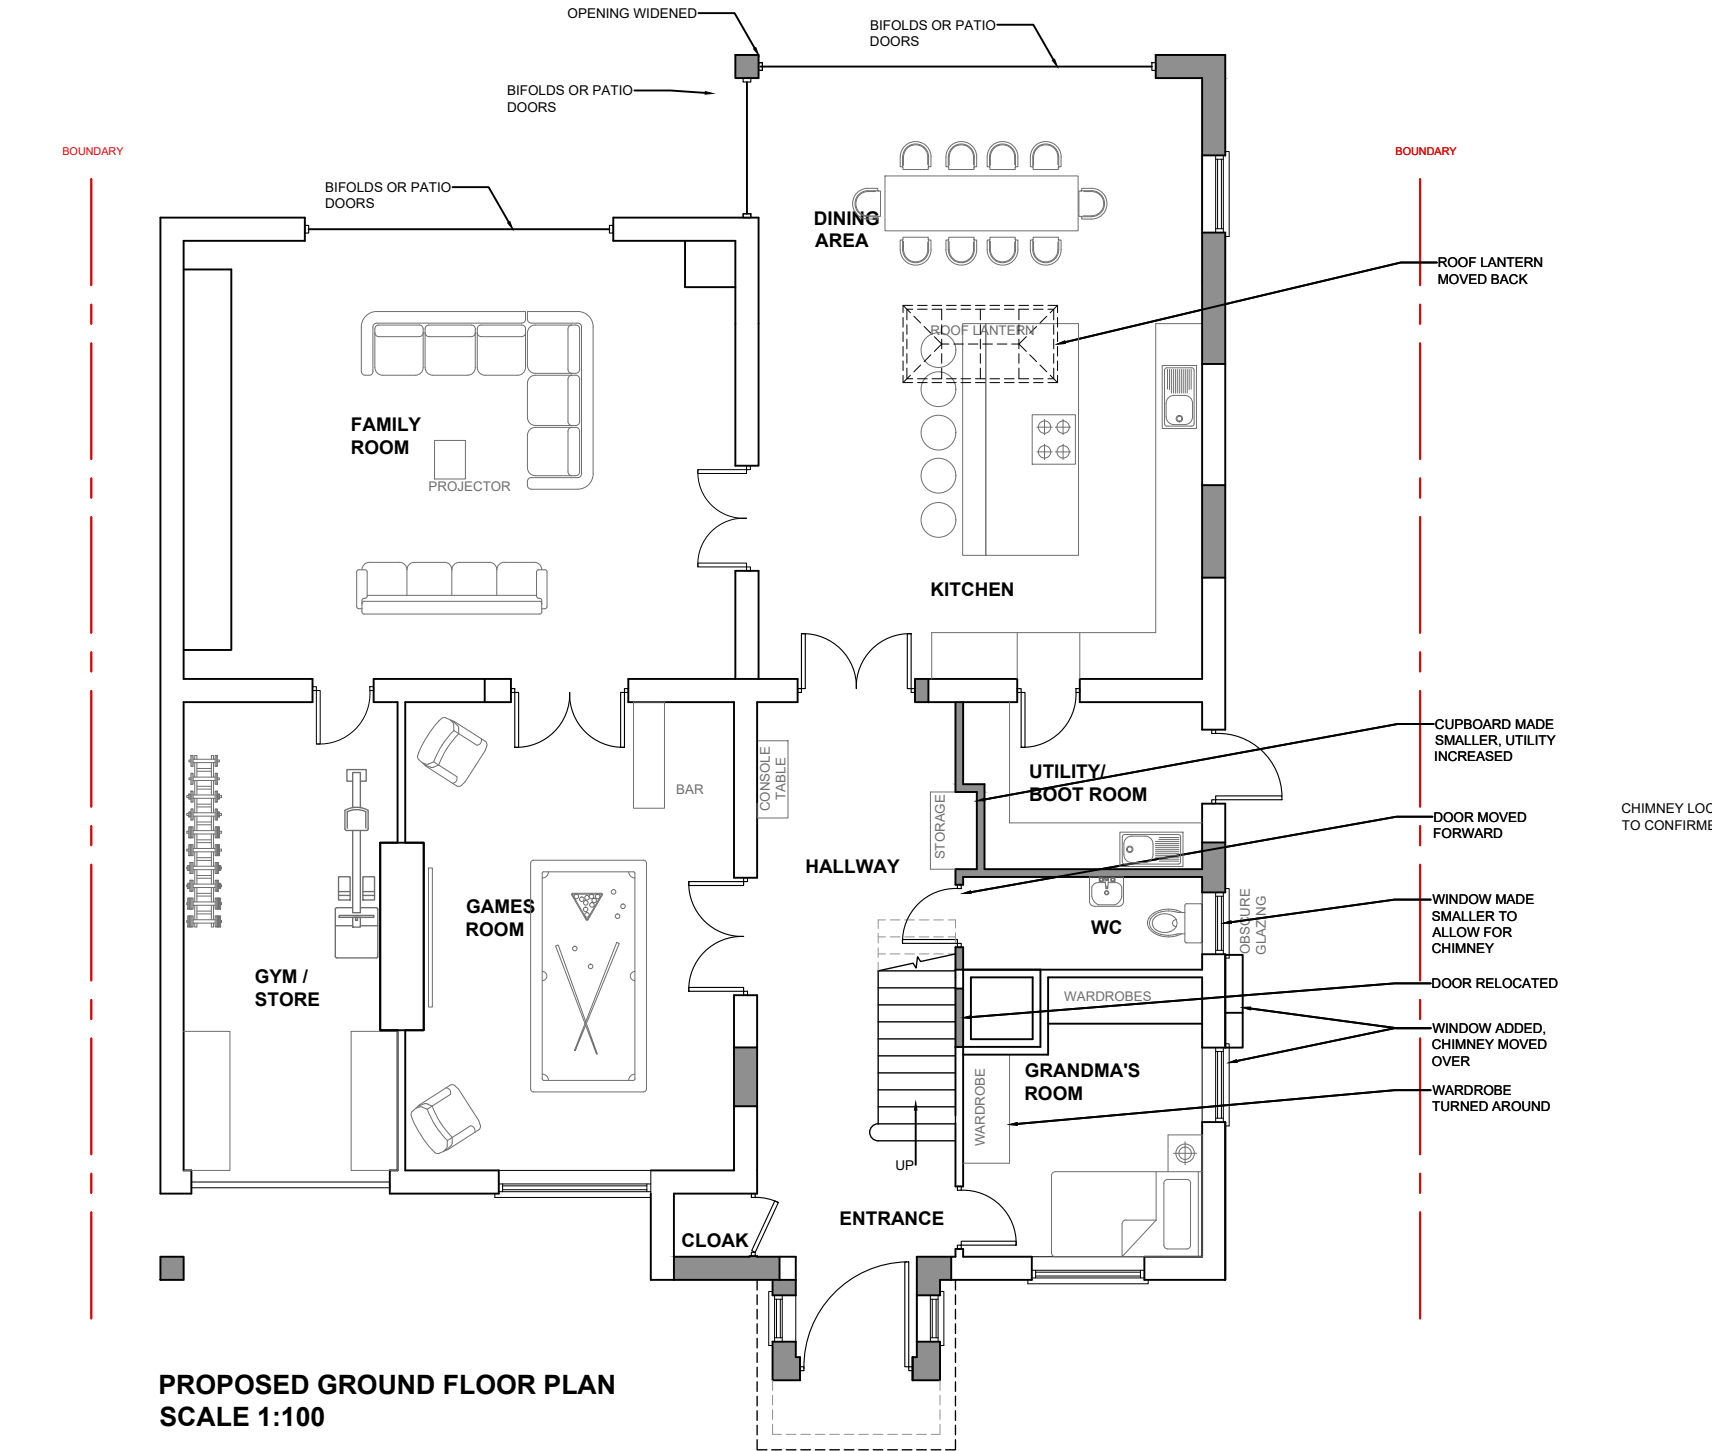 OPENING WIDENED
BIFOLDS OR PATIO
DOORS
BIFOLDS OR PATIO
DOORS
BOUNDARY
BOUNDARY
BIFOLDS OR PATIO
DOORS
DINING
AREA
ROOF LANTERN
MOVED BACK
ROOF LANTERN
FAMILY
ROOM
PROJECTOR
KITCHEN
CUPBOARD MADE
SMALLER, UTILITY
INCREASED
CONSOLE
TABLE
BAR
UTILITY/
BOOT ROOM
STORAGE
CHIMNEY LOC
TO CONFIRME
DOOR MOVED
FORWARD
HALLWAY
GAMES
ROOM
WC
OBSCURE
GLAZING
WINDOW MADE
SMALLER TO
ALLOW FOR
CHIMNEY
GYM /
STORE
WARDROBES
DOOR RELOCATED
WINDOW ADDED,
CHIMNEY MOVED
OVER
GRANDMA'S
ROOM
WARDROBE
WARDROBE
TURNED AROUND
UP
ENTRANCE
CLOAK
PROPOSED GROUND FLOOR PLAN
SCALE 1:100